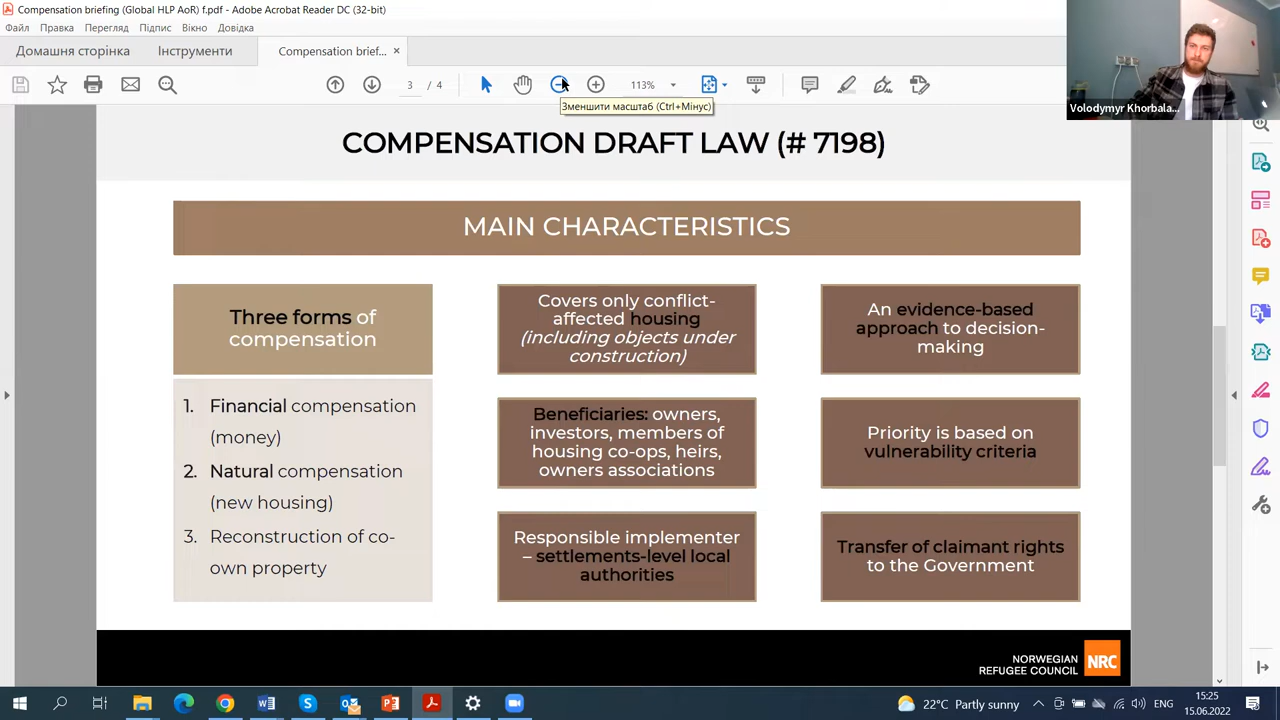 Compensation briefing (Global HLP AoR) f.pdf - Adobe Acrobat Reader DC (32-bit)
Файл Правка Перегляд Підпис Вікно Довідка
Домашня сторінка Інструменти Compensation brief... ×
3 / 4 113%
Зменшити масштаб (Ctrl+Мінус)
Volodymyr Khorbala...
COMPENSATION DRAFT LAW (# 7198)
MAIN CHARACTERISTICS
Three forms of
compensation
1. Financial compensation
(money)
2. Natural compensation
(new housing)
3. Reconstruction of co-
own property
Covers only conflict-
affected housing
(including objects under
construction)
Beneficiaries: owners,
investors, members of
housing co-ops, heirs,
owners associations
Responsible implementer
– settlements-level local
authorities
An evidence-based
approach to decision-
making
Priority is based on
vulnerability criteria
Transfer of claimant rights
to the Government
NORWEGIAN
REFUGEE COUNCIL
NRC
22°C Partly sunny
ENG
15:25
15.06.2022